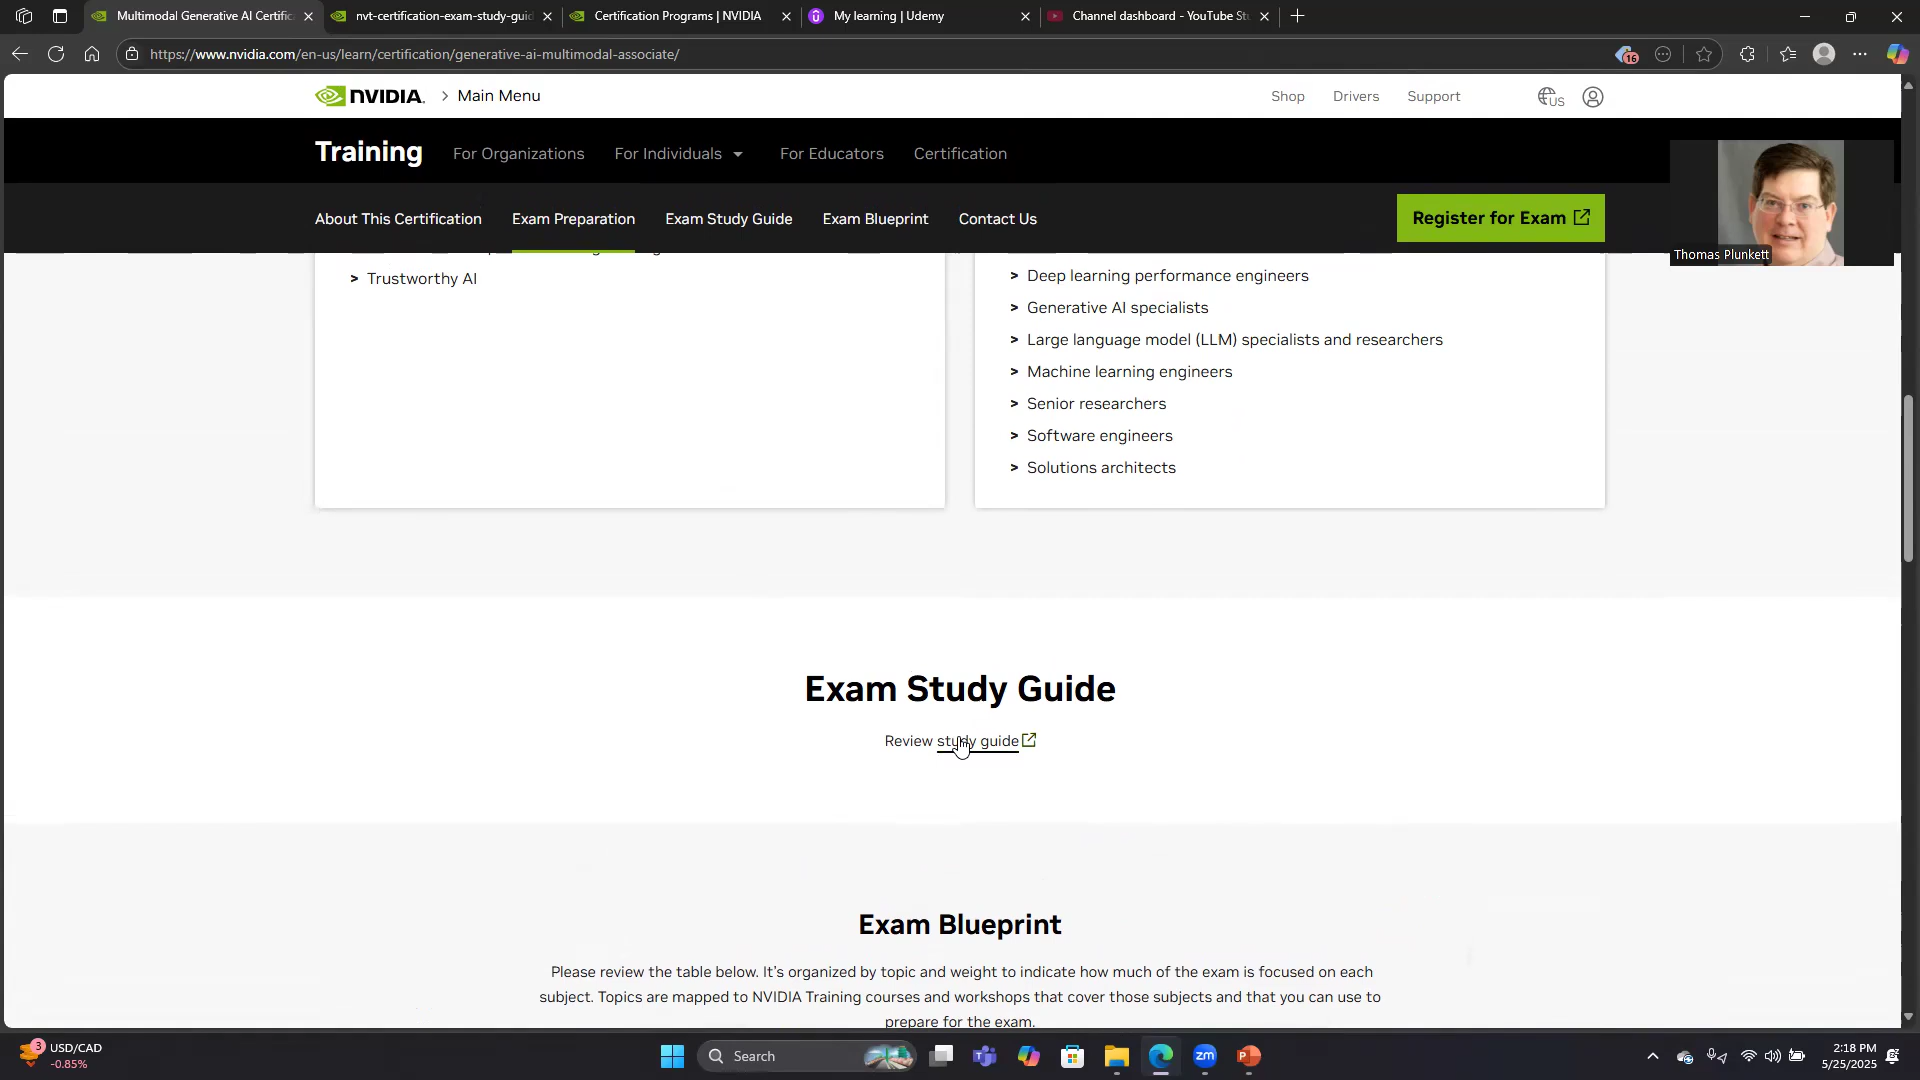 Multimodal Generative AI Certific
nvt-certification-exam-study-guid
Certification Programs | NVIDIA
My learning | Udemy
Channel dashboard - YouTube St
https://www.nvidia.com/en-us/learn/certification/generative-ai-multimodal-associate/
16
NVIDIA. > Main Menu
Shop
Drivers
Support
US
Training
For Organizations
For Individuals
For Educators
Certification
About This Certification
Exam Preparation
Exam Study Guide
Exam Blueprint
Contact Us
Register for Exam
Thomas Plunkett
> Trustworthy AI
> Deep learning performance engineers
> Generative AI specialists
> Large language model (LLM) specialists and researchers
> Machine learning engineers
> Senior researchers
> Software engineers
> Solutions architects
Exam Study Guide
Review study guide
Exam Blueprint
Please review the table below. It's organized by topic and weight to indicate how much of the exam is focused on each
subject. Topics are mapped to NVIDIA Training courses and workshops that cover those subjects and that you can use to
prepare for the exam.
3
USD/CAD
-0.85%
Search
zm
P
2:18 PM
5/25/2025